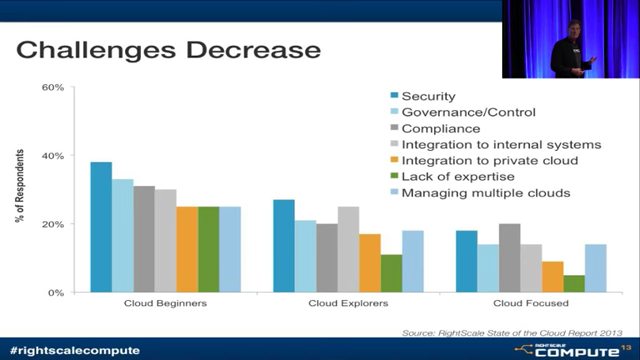 Challenges Decrease
60%
40%
20%
0%
% of Respondents
Security
Governance/Control
Compliance
Integration to internal systems
Integration to private cloud
Lack of expertise
Managing multiple clouds
Cloud Beginners
Cloud Explorers
Cloud Focused
Source: RightScale State of the Cloud Report 2013
#rightscalecompute
RIGHTSCALE
COMPUTE 13